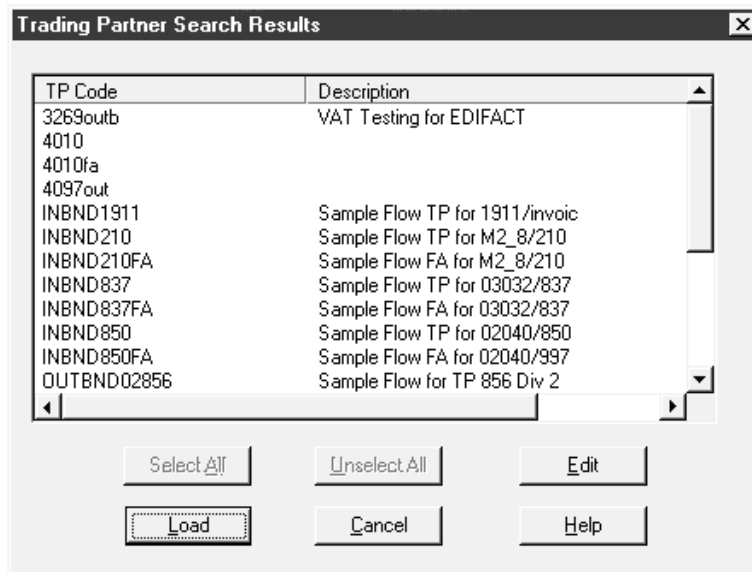 Trading Partner Search Results
TP Code Description
3269outb VAT Testing for EDIFACT
4010
4010fa
4097out
INBND1911 Sample Flow TP for 1911/invoic
INBND210 Sample Flow TP for M2_8/210
INBND210FA Sample Flow FA for M2_8/210
INBND837 Sample Flow TP for 03032/837
INBND837FA Sample Flow FA for 03032/837
INBND850 Sample Flow TP for 02040/850
INBND850FA Sample Flow FA for 02040/997
OUTBND02856 Sample Flow for TP 856 Div 2
Select All Unselect All Edit
Load Cancel Help